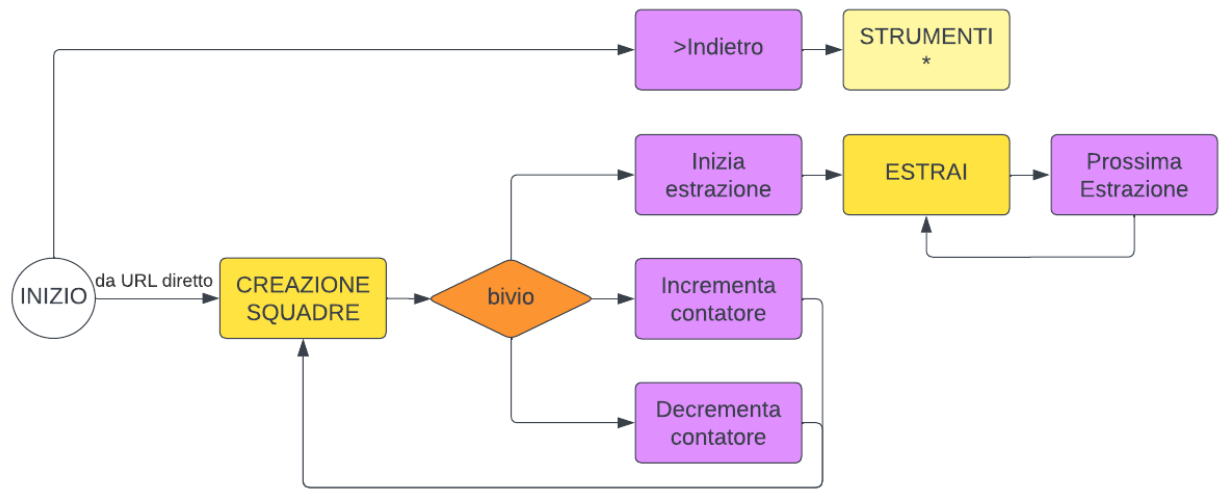 >Indietro
STRUMENTI
*
Inizia
estrazione
ESTRAI
Prossima
Estrazione
INIZIO
da URL diretto
CREAZIONE
SQUADRE
bivio
Incrementa
contatore
Decrementa
contatore